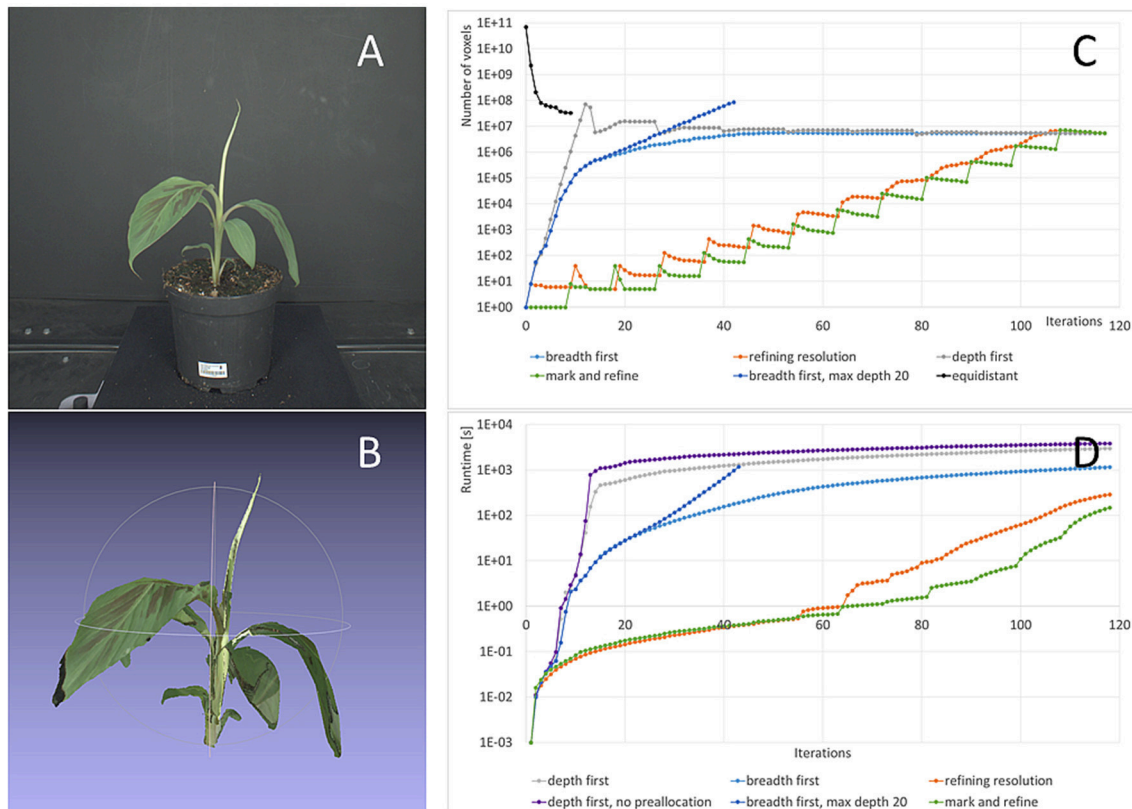 A
B
C
Number of voxels
1E+11
1E+10
1E+09
1E+08
1E+07
1E+06
1E+05
1E+04
1E+03
1E+02
1E+01
1E+00
0 20 40 60 80 100 120
Iterations
breadth first refining resolution depth first
mark and refine breadth first, max depth 20 equidistant
D
Runtime [s]
1E+04
1E+03
1E+02
1E+01
1E+00
1E-01
1E-02
1E-03
0 20 40 60 80 100 120
Iterations
depth first breadth first refining resolution
depth first, no preallocation breadth first, max depth 20 mark and refine